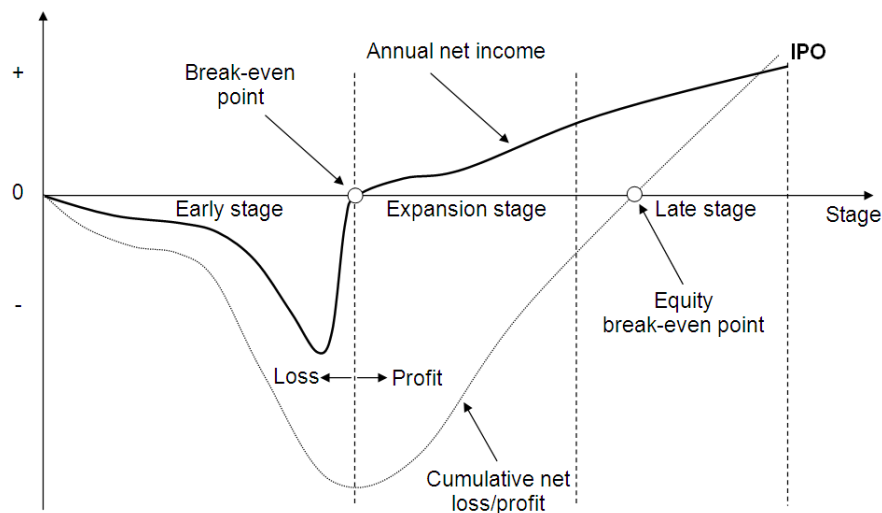 Annual net income
IPO
Break-even
point
+
0
Early stage
Expansion stage
Late stage
Stage
-
Equity
break-even point
Loss
Profit
Cumulative net
loss/profit